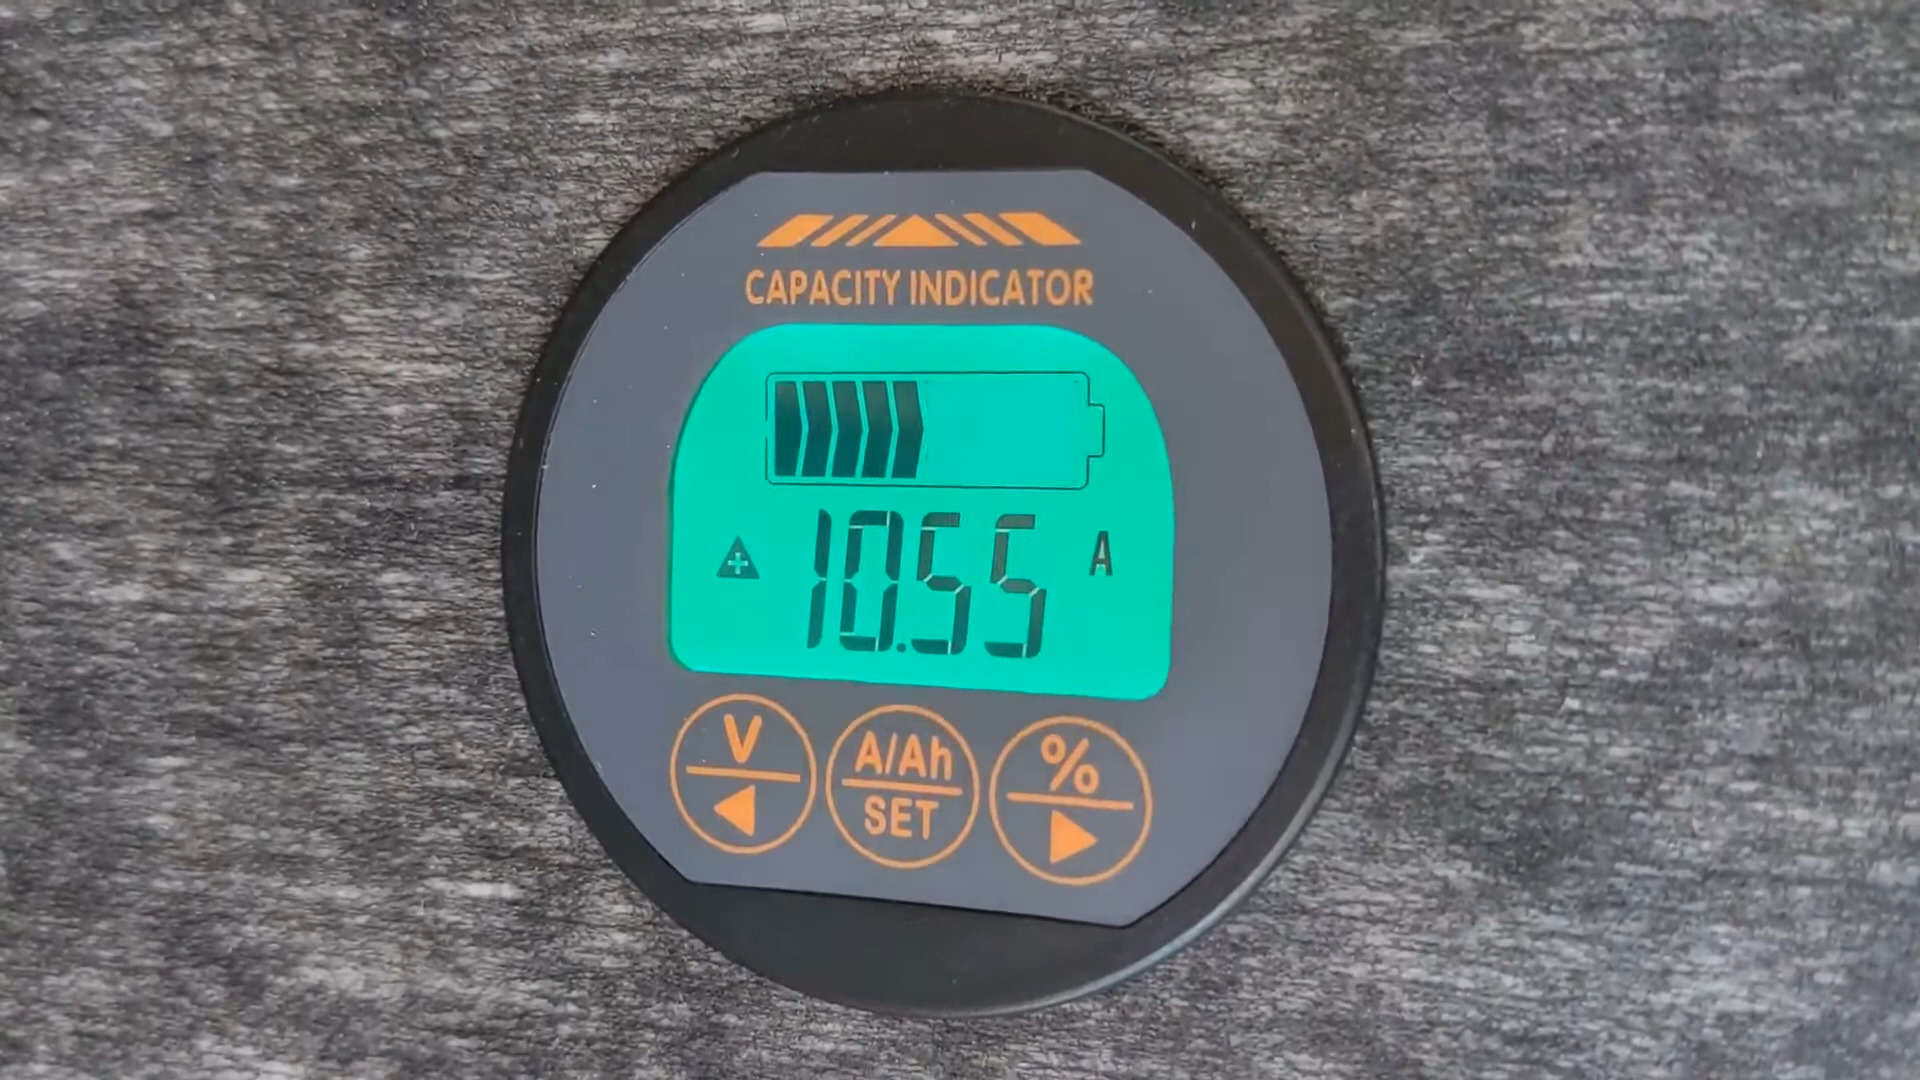 CAPACITY INDICATOR
10.55 A
V
A/Ah
SET
%